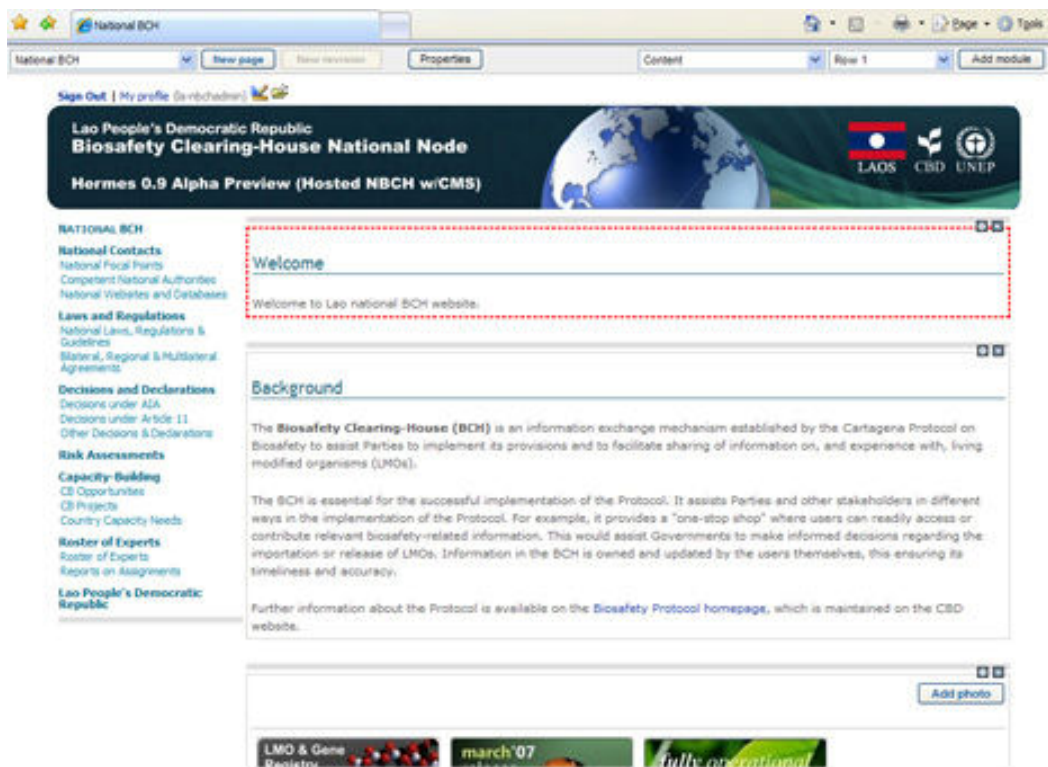 National BCH
Page
Tools
National BCH
New page
New revision
Properties
Content
Row 1
Add module
Sign Out | My profile (la-nbchadmin)
Lao People's Democratic Republic
Biosafety Clearing-House National Node
Hermes 0.9 Alpha Preview (Hosted NBCH w/CMS)
LAOS
CBD
UNEP
NATIONAL BCH
National Contacts
National Focal Points
Competent National Authorities
National Websites and Databases
Laws and Regulations
National Laws, Regulations &
Guidelines
Bilateral, Regional & Multilateral
Agreements
Decisions and Declarations
Decisions under AIA
Decisions under Article 11
Other Decisions & Declarations
Risk Assessments
Capacity-Building
CB Opportunities
CB Projects
Country Capacity Needs
Roster of Experts
Roster of Experts
Reports on Assignments
Lao People's Democratic
Republic
Welcome
Welcome to Lao national BCH website.
Background
The Biosafety Clearing-House (BCH) is an information exchange mechanism established by the Cartagena Protocol on
Biosafety to assist Parties to implement its provisions and to facilitate sharing of information on, and experience with, living
modified organisms (LMOs).
The BCH is essential for the successful implementation of the Protocol. It assists Parties and other stakeholders in different
ways in the implementation of the Protocol. For example, it provides a "one-stop shop" where users can readily access or
contribute relevant biosafety-related information. This would assist Governments to make informed decisions regarding the
importation or release of LMOs. Information in the BCH is owned and updated by the users themselves, this ensuring its
timeliness and accuracy.
Further information about the Protocol is available on the Biosafety Protocol homepage, which is maintained on the CBD
website.
Add photo
LMO & Gene
Registry
march'07
release
fully operational